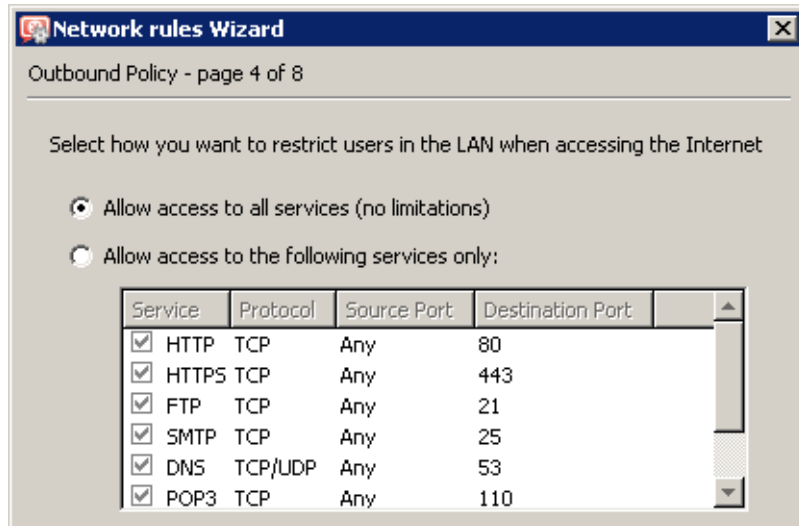 Network rules Wizard
Outbound Policy - page 4 of 8
Select how you want to restrict users in the LAN when accessing the Internet
Allow access to all services (no limitations)
Allow access to the following services only:
Service Protocol Source Port Destination Port
HTTP TCP Any 80
HTTPS TCP Any 443
FTP TCP Any 21
SMTP TCP Any 25
DNS TCP/UDP Any 53
POP3 TCP Any 110